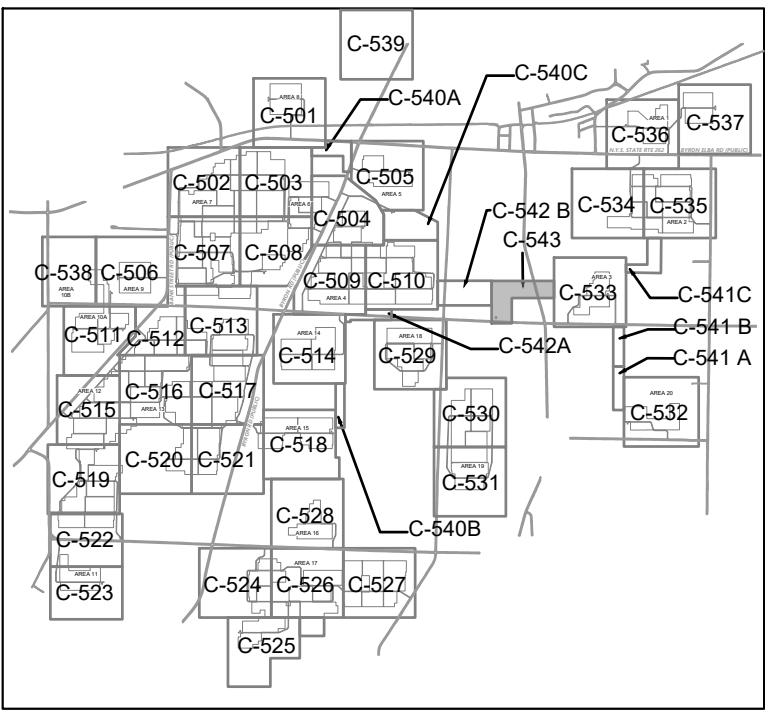 C-539
C-540C
AREA 8
C-501
C-540A
C-537
AREA 1
C-536
N.Y.S. STATE RTE 262
BYRON ELBA RD (PUBLIC)
C-502
C-503
C-505
AREA 5
AREA 7
AREA 6
C-504
C-534
C-535
AREA 2
C-542 B
C-543
C-507
C-508
C-538
C-506
AREA 10B
AREA 9
C-509
C-510
AREA 4
AREA 3
C-533
C-541C
AREA 10A
C-511
C-512
C-513
AREA 14
C-514
AREA 18
C-529
C-542A
C-541 B
C-541 A
AREA 12
C-515
C-516
C-517
AREA 13
AREA 20
C-532
C-530
AREA 15
C-518
C-520
C-521
C-519
AREA 19
C-531
C-528
AREA 16
C-540B
C-522
AREA 11
C-523
AREA 17
C-524
C-526
C-527
C-525